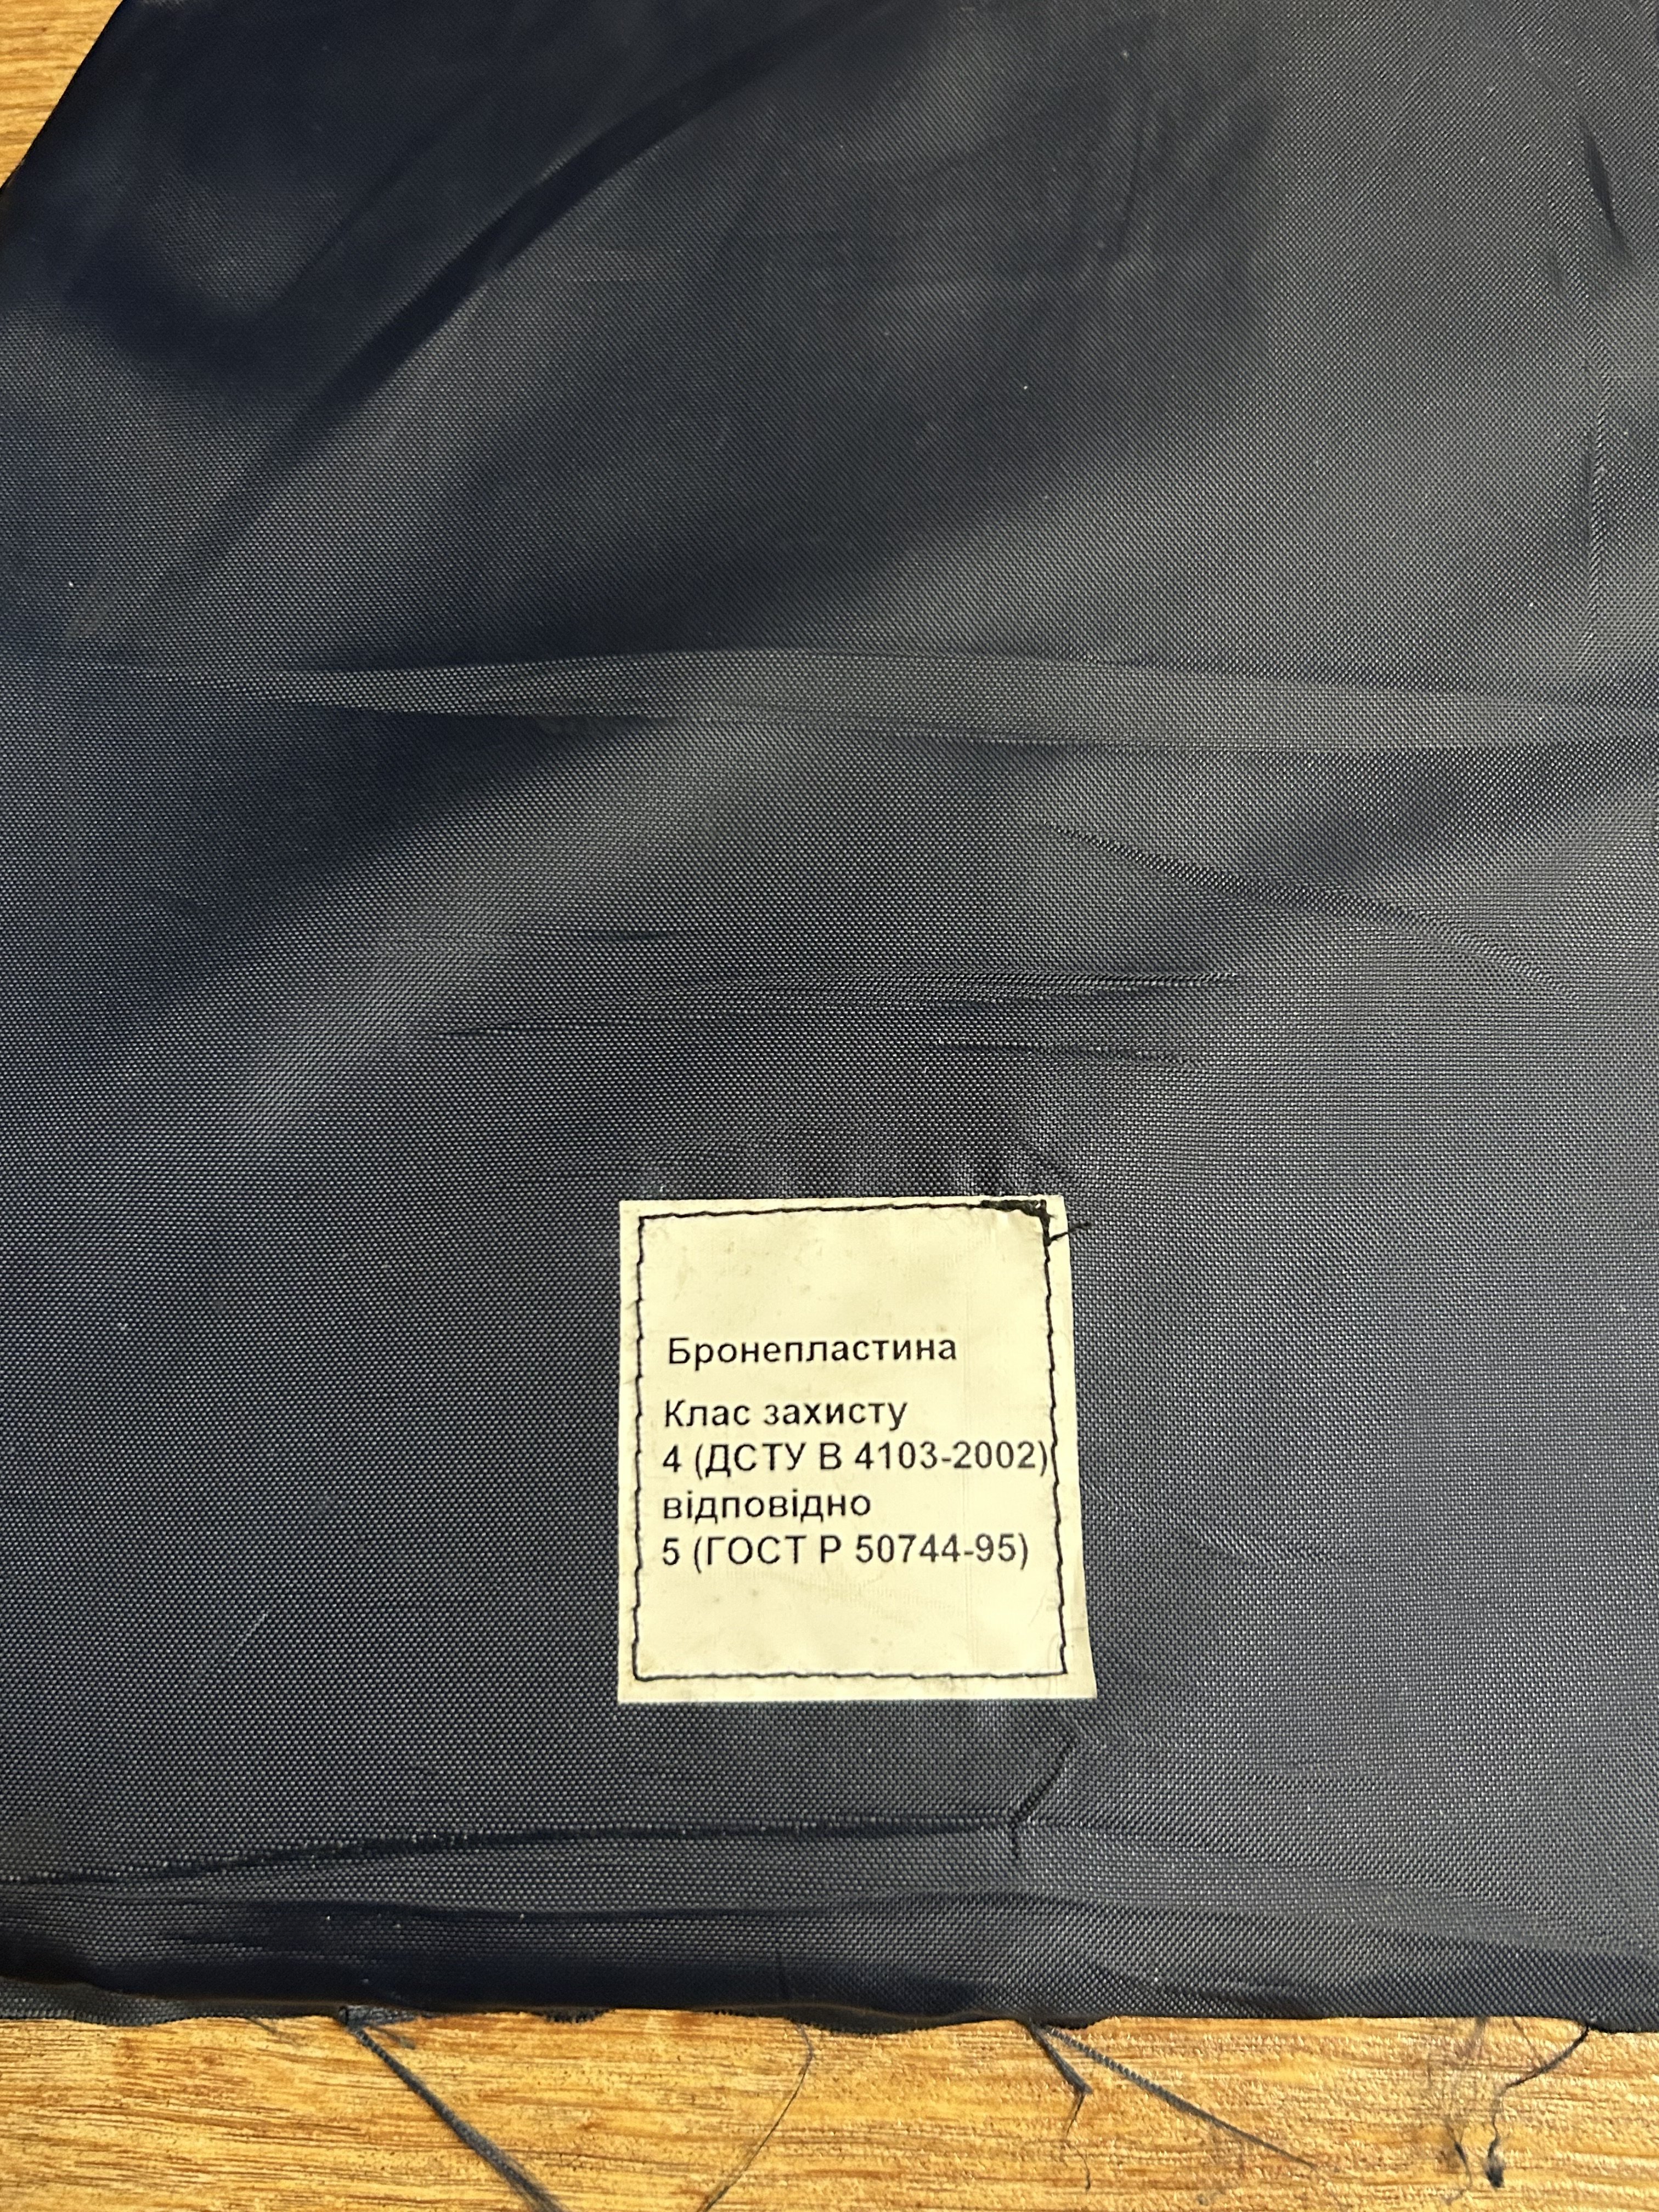 Бронепластина
Клас захисту
4 (ДСТУ В 4103-2002)
відповідно
5 (ГОСТ Р 50744-95)